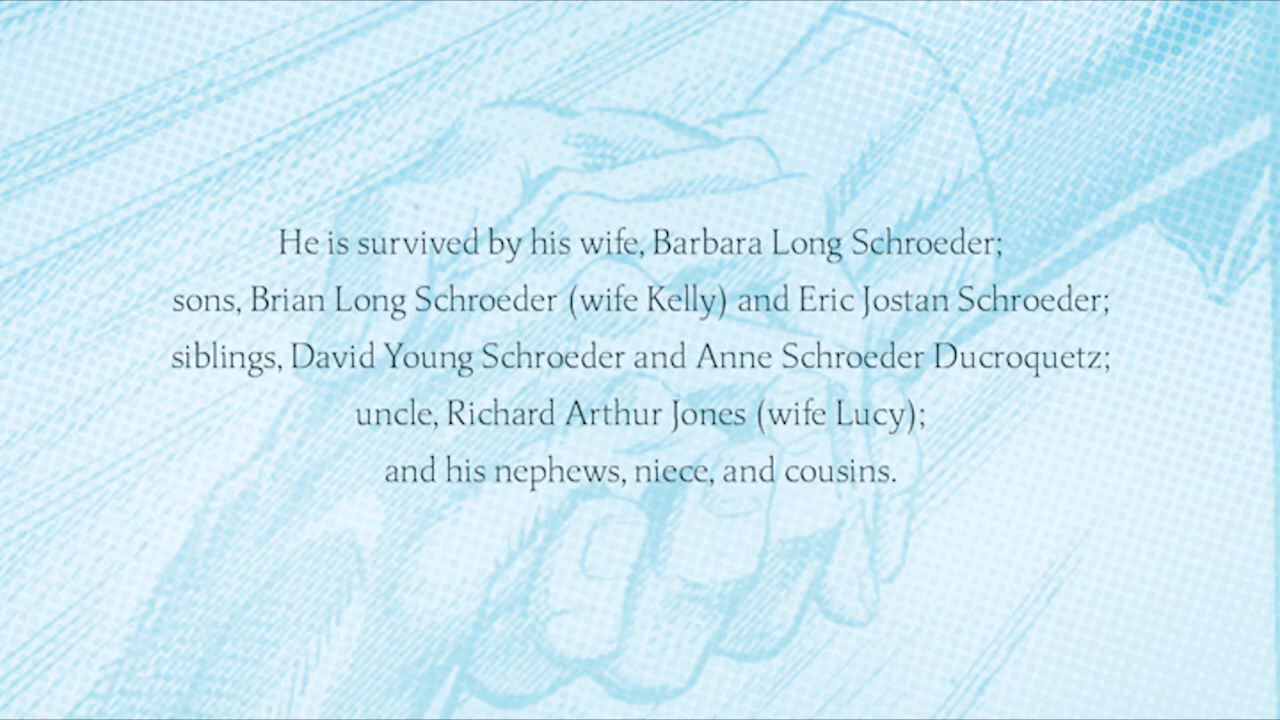 He is survived by his wife, Barbara Long Schroeder;
sons, Brian Long Schroeder (wife Kelly) and Eric Jostan Schroeder;
siblings, David Young Schroeder and Anne Schroeder Ducroquetz;
uncle, Richard Arthur Jones (wife Lucy);
and his nephews, niece, and cousins.